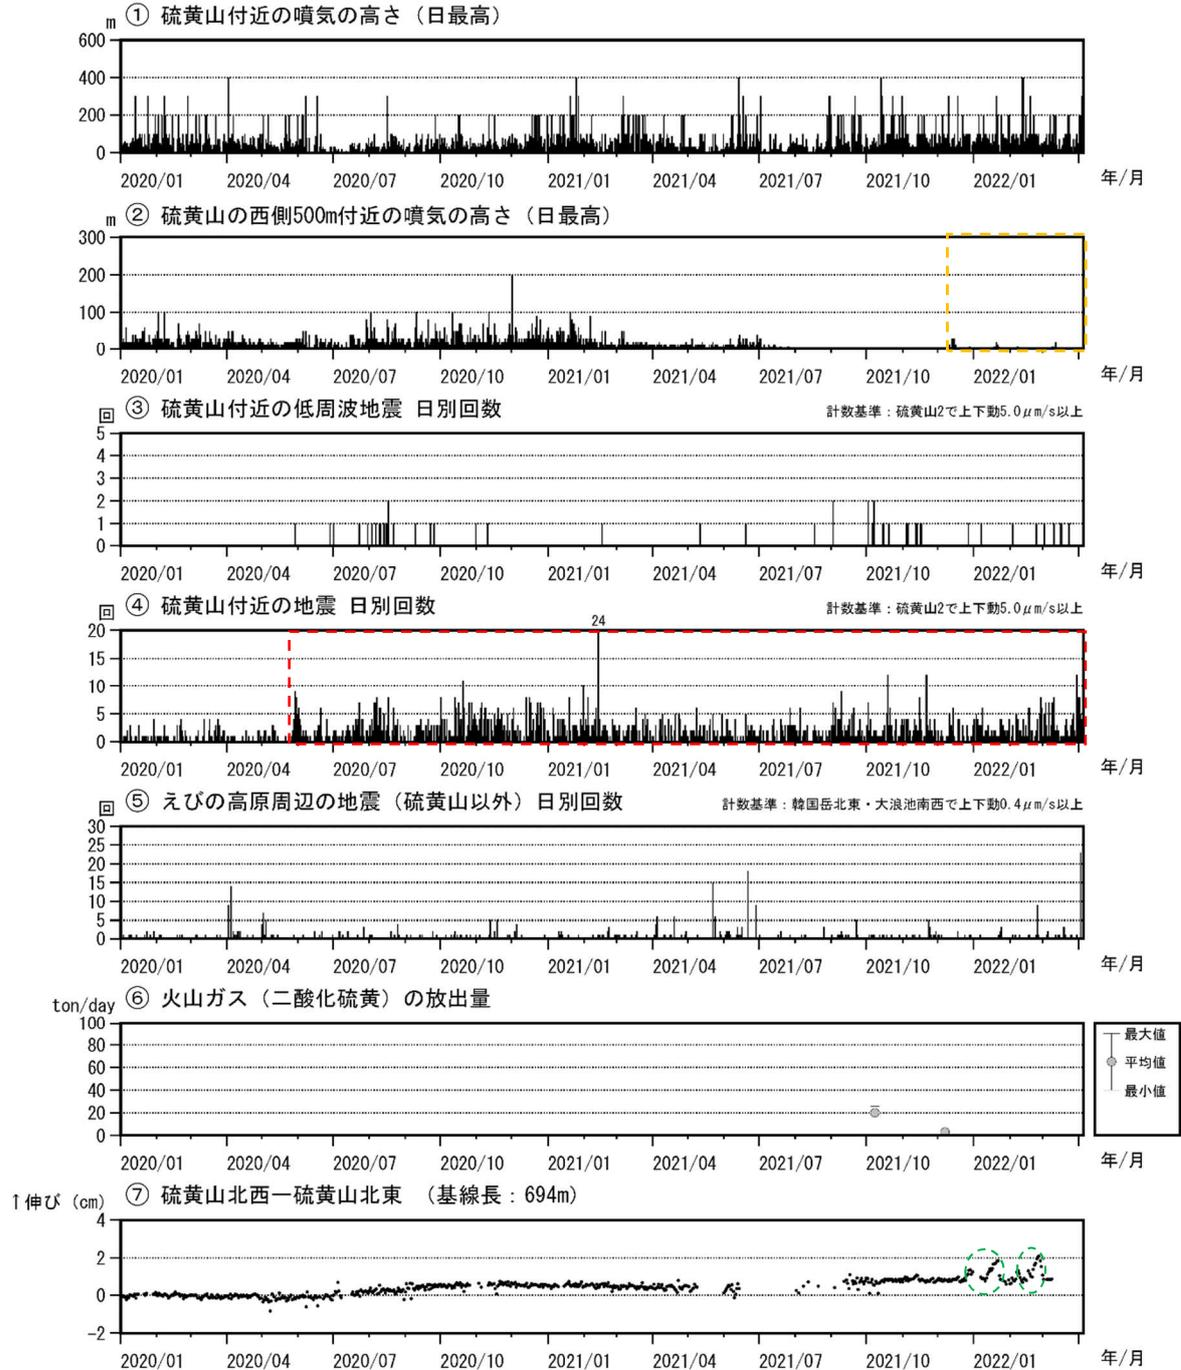 ① 硫黄山付近の噴気の高さ（日最高）
m
600
400
200
0
2020/01 2020/04 2020/07 2020/10 2021/01 2021/04 2021/07 2021/10 2022/01 年/月
② 硫黄山の西側500m付近の噴気の高さ（日最高）
m
300
200
100
0
2020/01 2020/04 2020/07 2020/10 2021/01 2021/04 2021/07 2021/10 2022/01 年/月
③ 硫黄山付近の低周波地震 日別回数 計数基準：硫黄山2で上下動5.0μm/s以上
回
5
4
3
2
1
0
2020/01 2020/04 2020/07 2020/10 2021/01 2021/04 2021/07 2021/10 2022/01 年/月
④ 硫黄山付近の地震 日別回数 計数基準：硫黄山2で上下動5.0μm/s以上
回
24
20
15
10
5
0
2020/01 2020/04 2020/07 2020/10 2021/01 2021/04 2021/07 2021/10 2022/01 年/月
⑤ えびの高原周辺の地震（硫黄山以外）日別回数 計数基準：韓国岳北東・大浪池南西で上下動0.4μm/s以上
回
30
25
20
15
10
5
0
2020/01 2020/04 2020/07 2020/10 2021/01 2021/04 2021/07 2021/10 2022/01 年/月
ton/day ⑥ 火山ガス（二酸化硫黄）の放出量
100
80
60
40
20
0
最大値
平均値
最小値
2020/01 2020/04 2020/07 2020/10 2021/01 2021/04 2021/07 2021/10 2022/01 年/月
↑伸び（cm） ⑦ 硫黄山北西ー硫黄山北東 （基線長：694m）
4
2
0
-2
2020/01 2020/04 2020/07 2020/10 2021/01 2021/04 2021/07 2021/10 2022/01 年/月